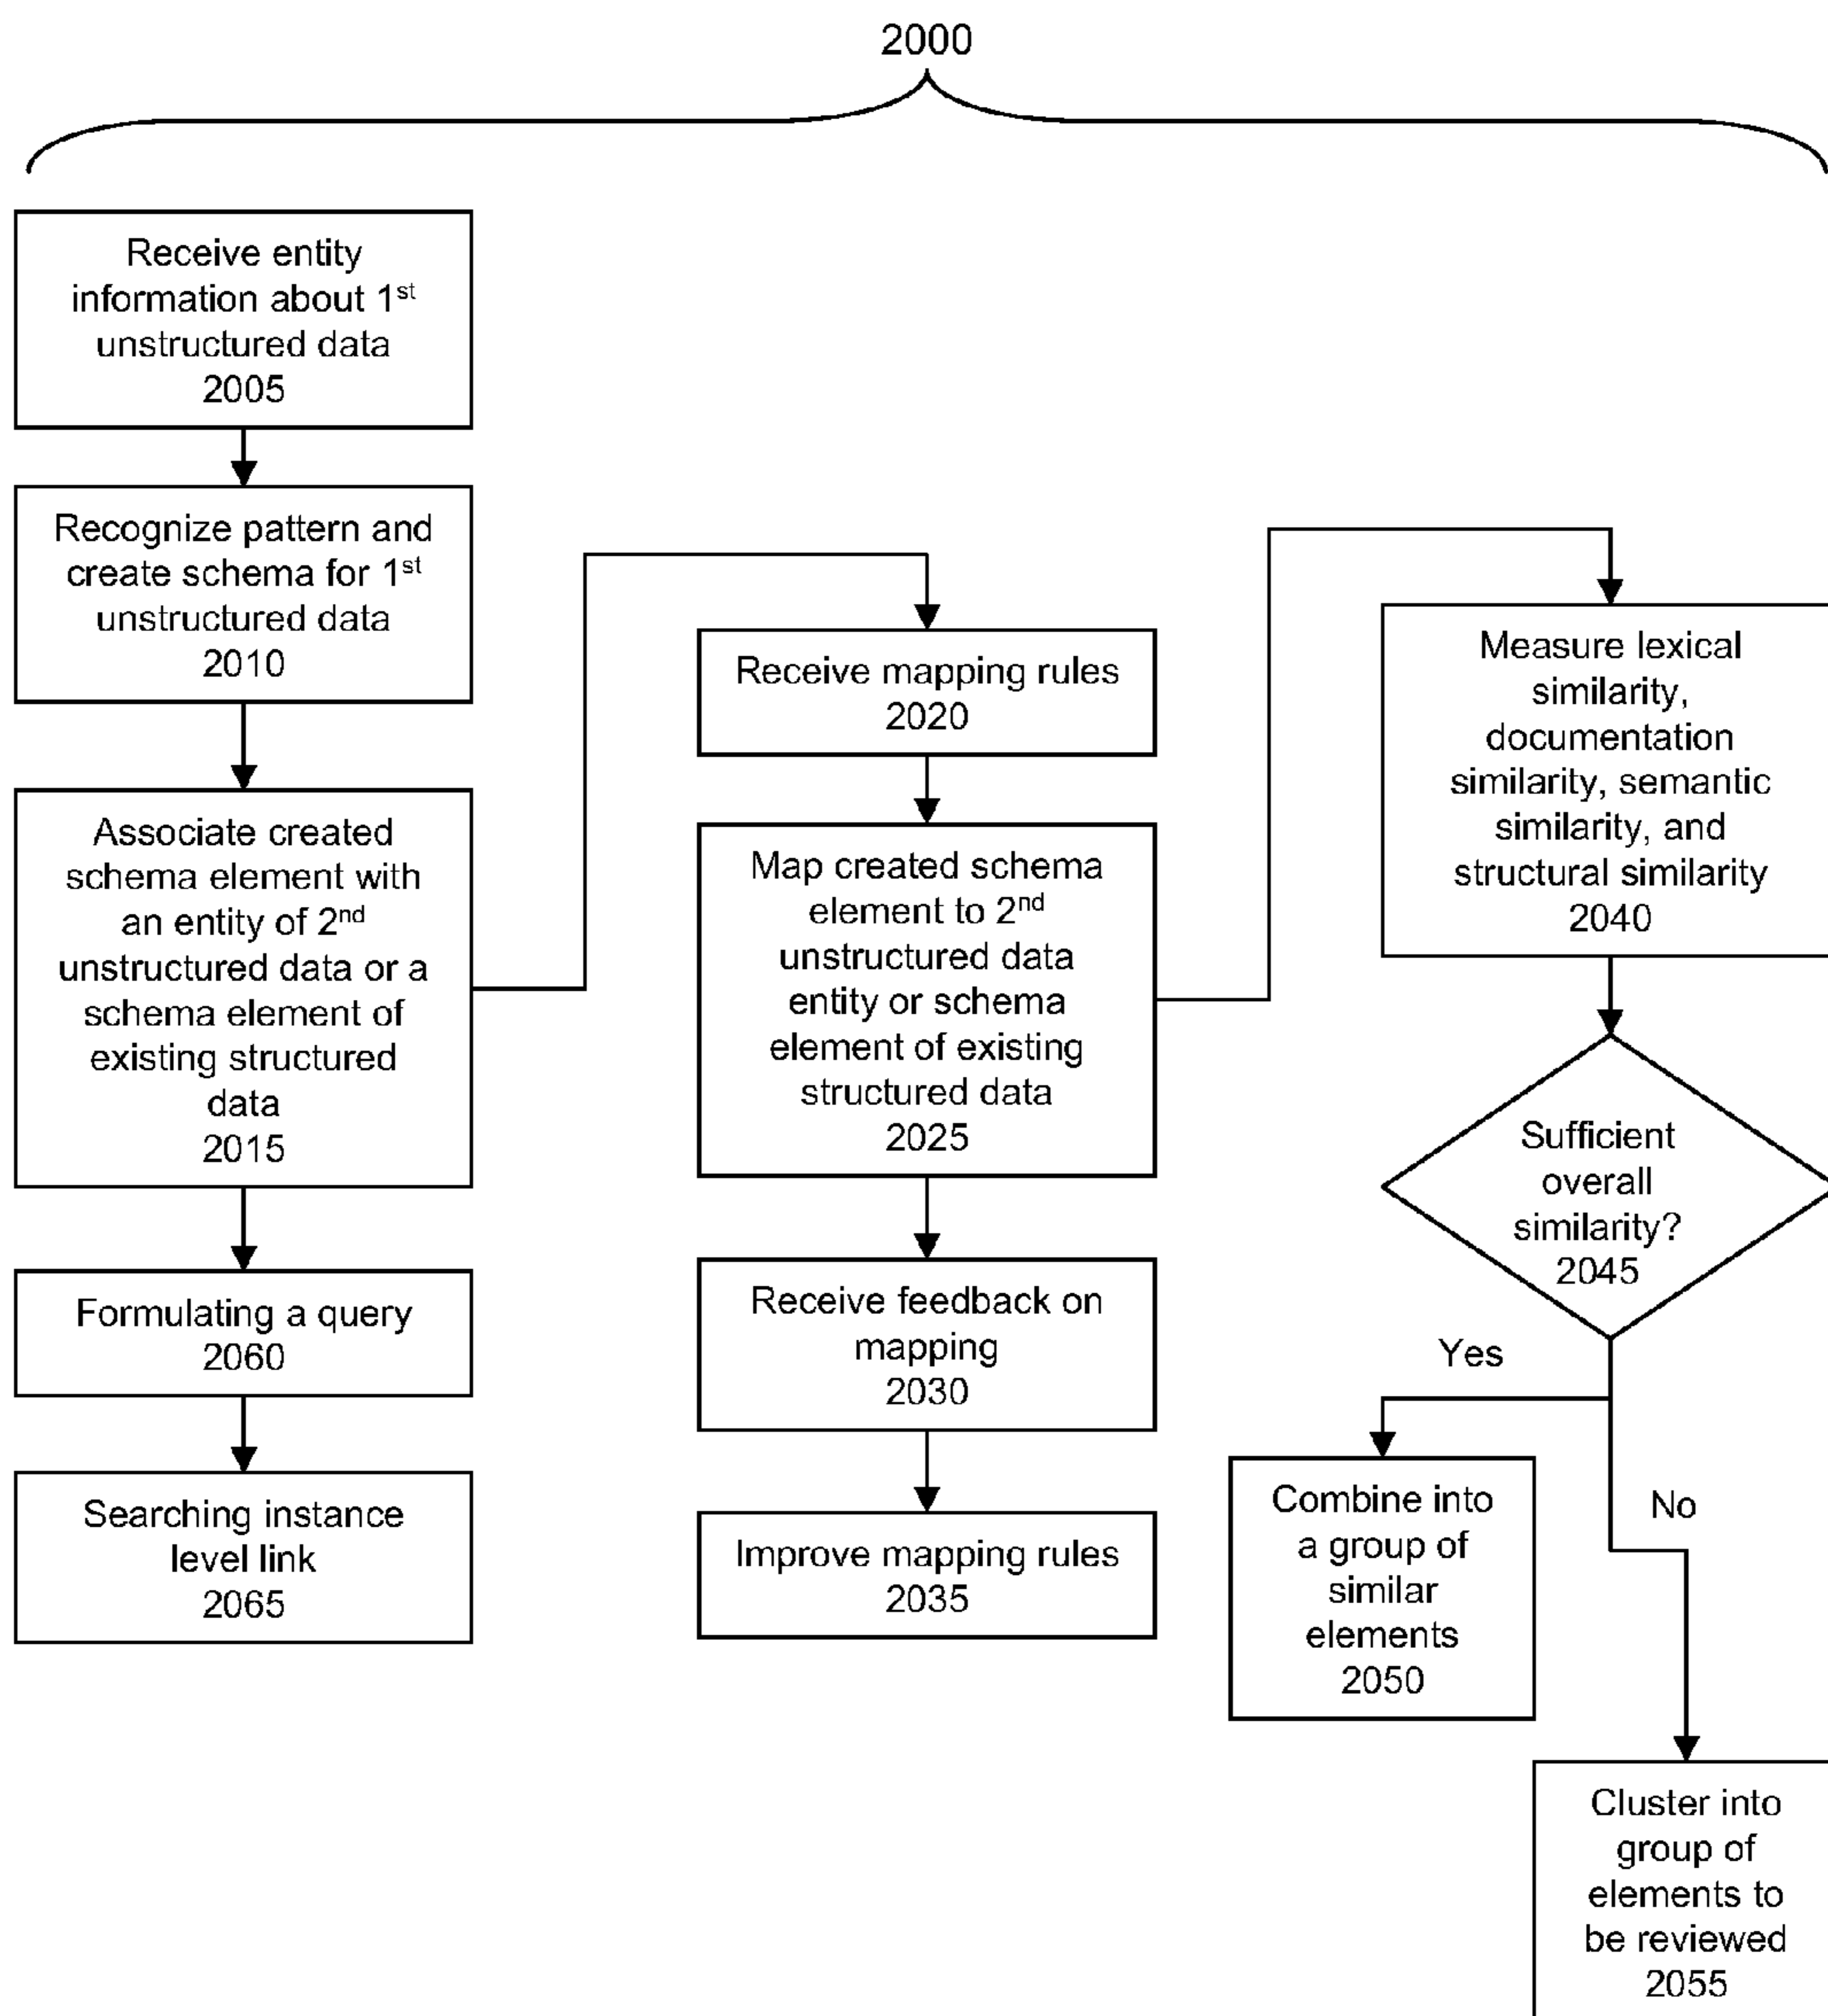 2000
Receive entity
information about 1st
unstructured data
2005
Recognize pattern and
create schema for 1st
unstructured data
2010
Associate created
schema element with
an entity of 2nd
unstructured data or a
schema element of
existing structured
data
2015
Formulating a query
2060
Searching instance
level link
2065
Receive mapping rules
2020
Map created schema
element to 2nd
unstructured data
entity or schema
element of existing
structured data
2025
Receive feedback on
mapping
2030
Improve mapping rules
2035
Measure lexical
similarity,
documentation
similarity, semantic
similarity, and
structural similarity
2040
Sufficient
overall
similarity?
2045
Yes
No
Combine into
a group of
similar
elements
2050
Cluster into
group of
elements to
be reviewed
2055